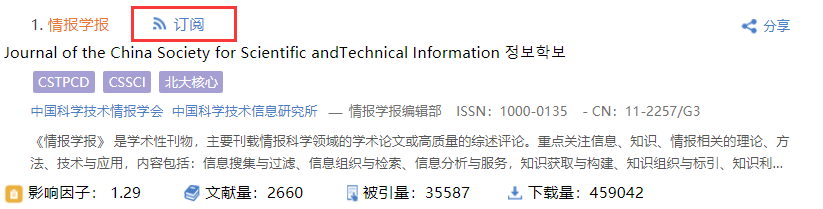 1. 情报学报 订阅 分享
Journal of the China Society for Scientific andTechnical Information 정보학보
CSTPCD CSSCI 北大核心
中国科学技术情报学会 中国科学技术信息研究所 — 情报学报编辑部 ISSN：1000-0135 - CN：11-2257/G3
《情报学报》 是学术性刊物，主要刊载情报科学领域的学术论文或高质量的综述评论。重点关注信息、知识、情报相关的理论、方
法、技术与应用，内容包括：信息搜集与过滤、信息组织与检索、信息分析与服务，知识获取与构建、知识组织与标引、知识利...
影响因子： 1.29 文献量：2660 被引量：35587 下载量：459042